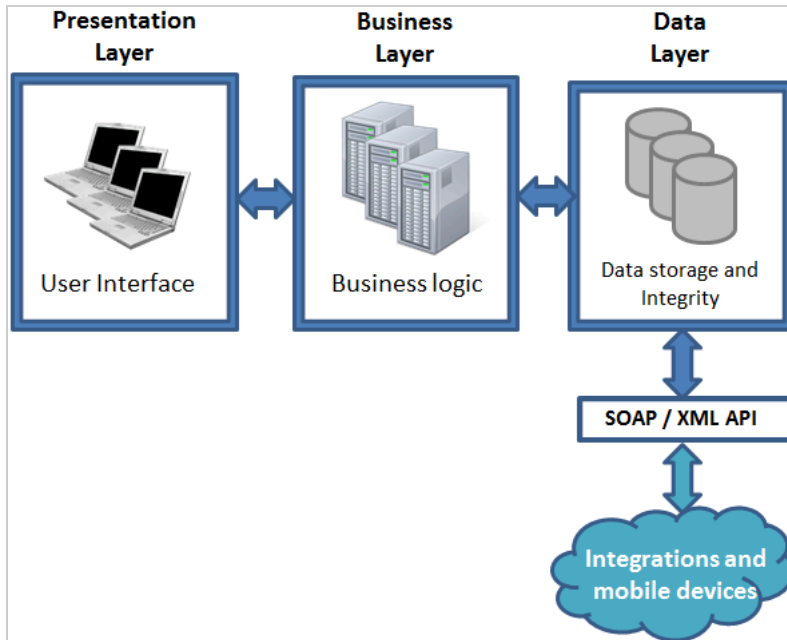 Presentation
Layer
Business
Layer
Data
Layer
User Interface
Business logic
Data storage and
Integrity
SOAP / XML API
Integrations and
mobile devices